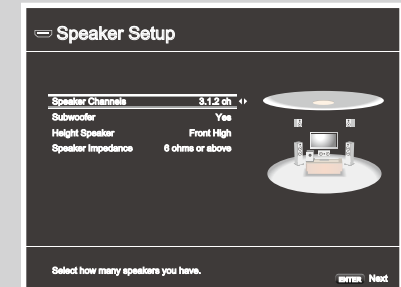 Speaker Setup
Speaker Channels 3.1.2 ch
Subwoofer Yes
Height Speaker Front High
Speaker Impedance 6 ohms or above
Select how many speakers you have.
ENTER Next